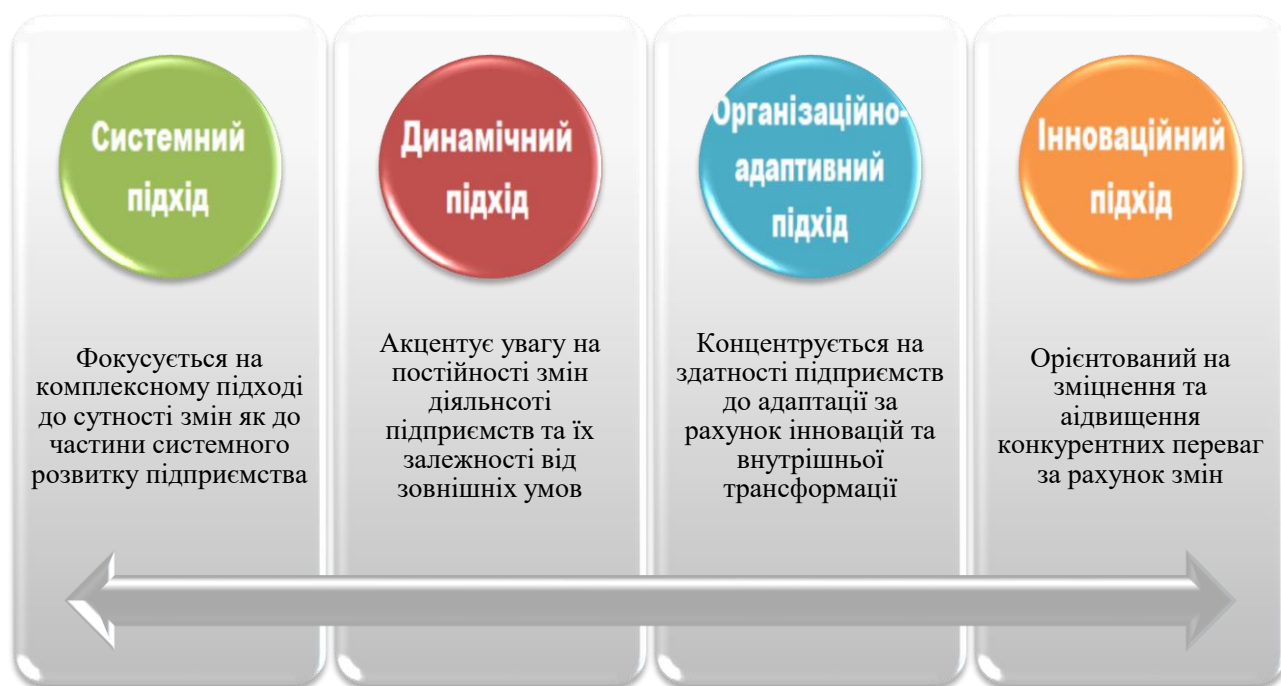 Системний
підхід
Фокусується на
комплексному підході
до сутності змін як до
частини системного
розвитку підприємства
Динамічний
підхід
Акцентує увагу на
постійності змін
діяльнсоті
підприємств та їх
залежності від
зовнішніх умов
Організаційно-
адаптивний
підхід
Концентрується на
здатності підприємств
до адаптації за
рахунок інновацій та
внутрішньої
трансформації
Інноваційний
підхід
Орієнтований на
зміцнення та
аідвищення
конкурентних переваг
за рахунок змін